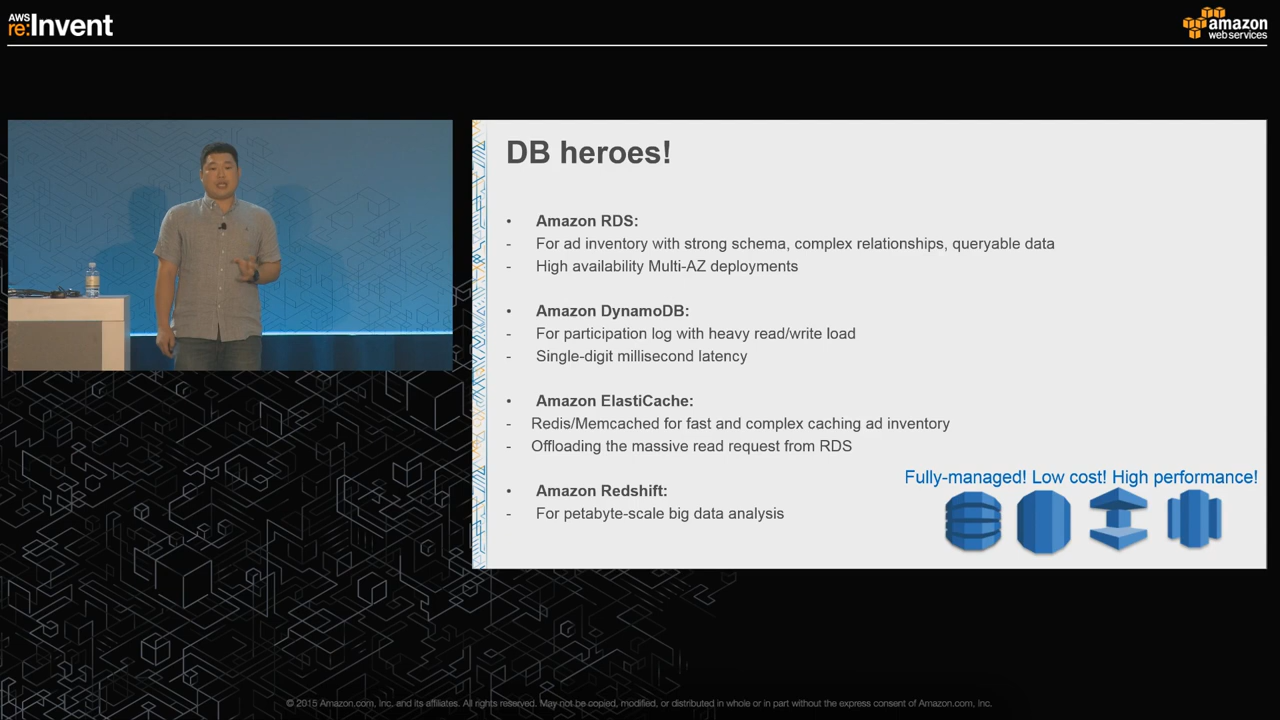 AWS
re:Invent
amazon
web services
DB heroes!
• Amazon RDS:
- For ad inventory with strong schema, complex relationships, queryable data
- High availability Multi-AZ deployments
• Amazon DynamoDB:
- For participation log with heavy read/write load
- Single-digit millisecond latency
• Amazon ElastiCache:
- Redis/Memcached for fast and complex caching ad inventory
- Offloading the massive read request from RDS
• Amazon Redshift:
- For petabyte-scale big data analysis
Fully-managed! Low cost! High performance!
© 2015 Amazon.com, Inc. and its affiliates. All rights reserved. May not be copied, modified, or distributed in whole or in part without the express consent of Amazon.com, Inc.